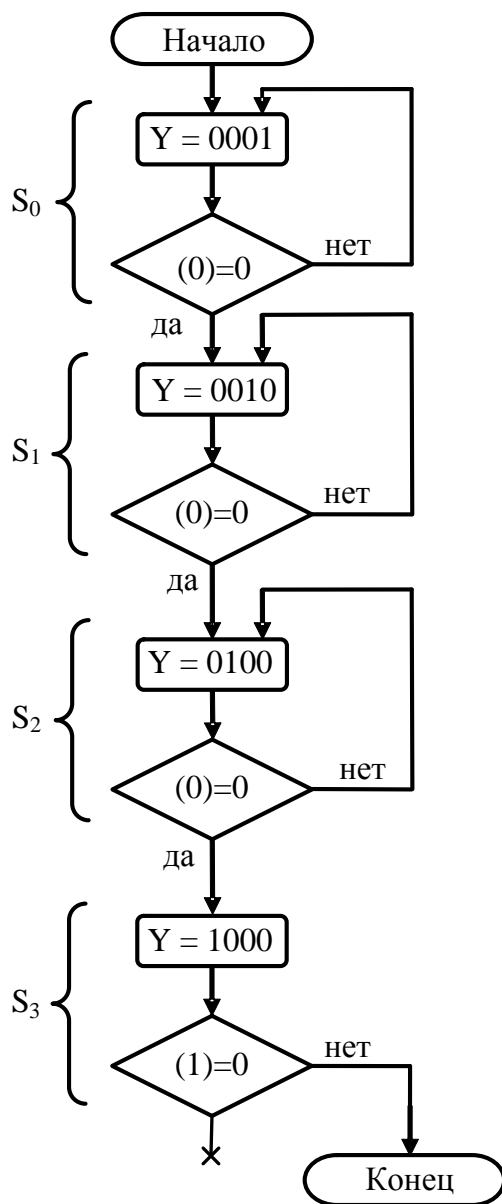 Начало
Y = 0001
S₀
(0)=0
нет
да
Y = 0010
S₁
(0)=0
нет
да
Y = 0100
S₂
(0)=0
нет
да
Y = 1000
S₃
(1)=0
нет
Конец